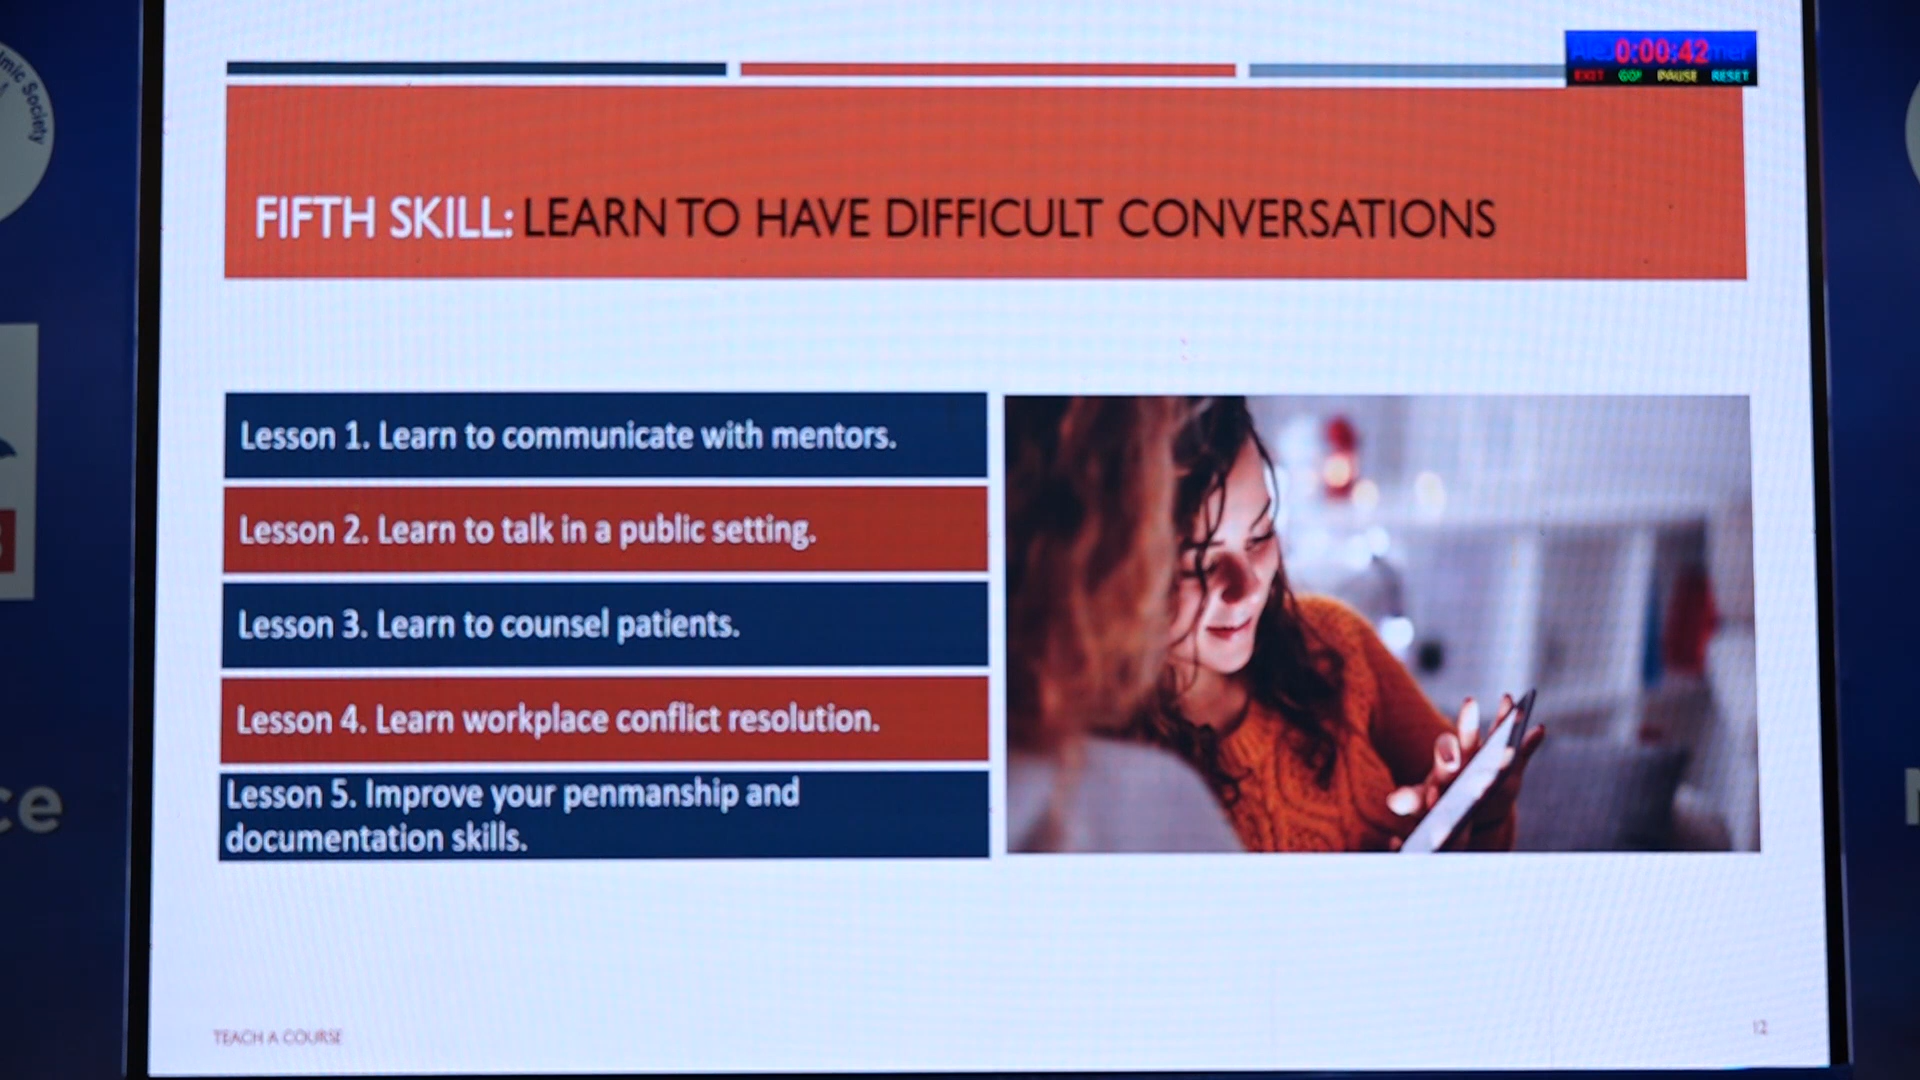 mic Society
0:00:42
EXIT GO! PAUSE RESET
FIFTH SKILL: LEARN TO HAVE DIFFICULT CONVERSATIONS
Lesson 1. Learn to communicate with mentors.
Lesson 2. Learn to talk in a public setting.
Lesson 3. Learn to counsel patients.
Lesson 4. Learn workplace conflict resolution.
Lesson 5. Improve your penmanship and
documentation skills.
ce
TEACH A COURSE
12